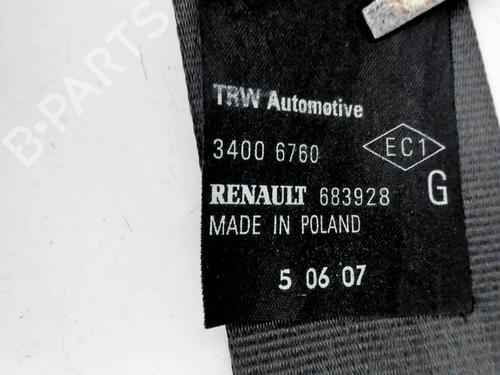 B-PARTS
TRW Automotive
3400 6760
EC1
RENAULT 683928
G
MADE IN POLAND
5 06 07